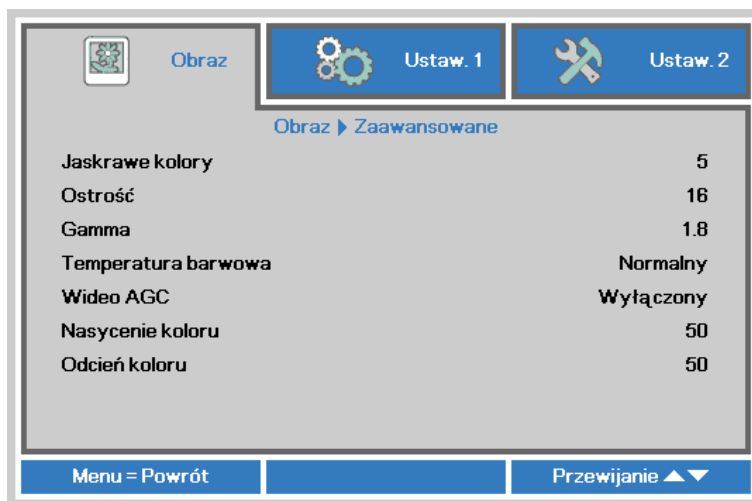 Obraz
Ustaw. 1
Ustaw. 2
Obraz ▶ Zaawansowane
Jaskrawe kolory 5
Ostrość 16
Gamma 1.8
Temperatura barwowa Normalny
Wideo AGC Wyłączony
Nasycenie koloru 50
Odcień koloru 50
Menu = Powrót
Przewijanie ▲▼